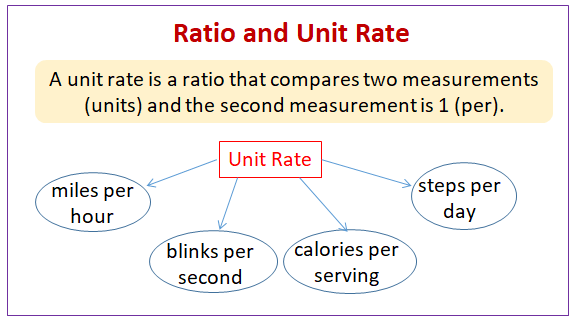 Ratio and Unit Rate
A unit rate is a ratio that compares two measurements
(units) and the second measurement is 1 (per).
Unit Rate
miles per
hour
blinks per
second
calories per
serving
steps per
day